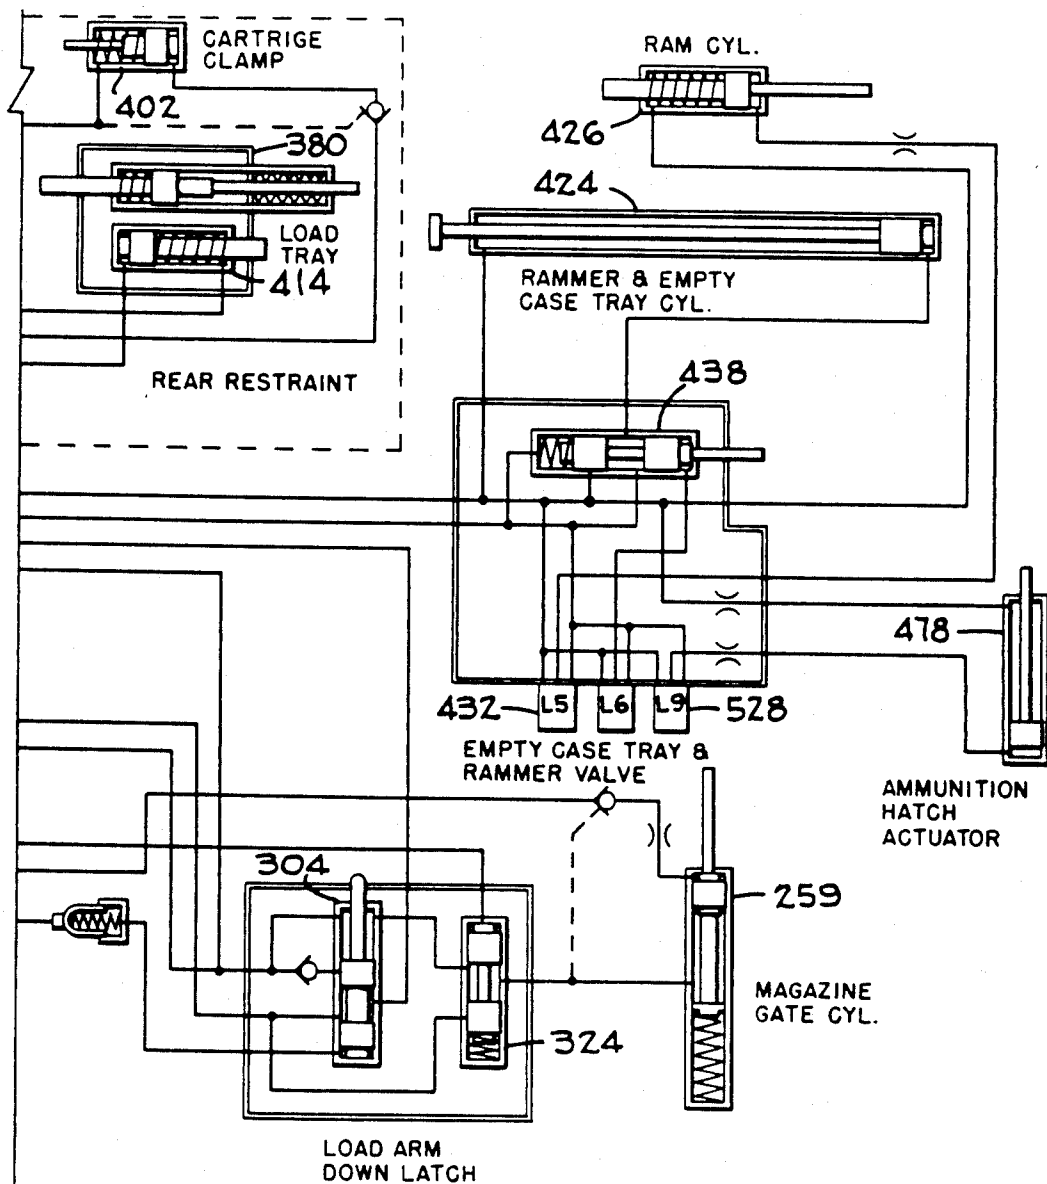 CARTRIGE
CLAMP
402
RAM CYL.
426
380
LOAD
TRAY
414
REAR RESTRAINT
424
RAMMER & EMPTY
CASE TRAY CYL.
438
478
432
L5
L6
L9
528
EMPTY CASE TRAY &
RAMMER VALVE
AMMUNITION
HATCH
ACTUATOR
304
259
324
MAGAZINE
GATE CYL.
LOAD ARM
DOWN LATCH